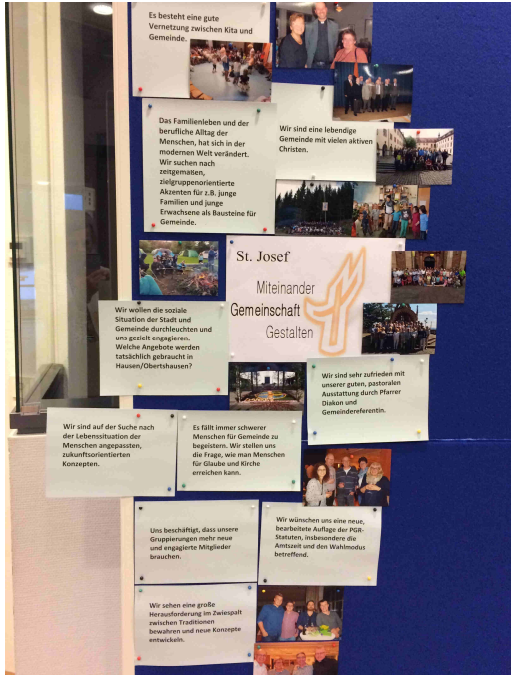 Es besteht eine gute
Vernetzung zwischen Kita und
Gemeinde.
Das Familienleben und der
berufliche Alltag der
Menschen, hat sich in der
modernen Welt verändert.
Wir suchen nach
zeitgemäßen,
zielgruppenorientierte
Akzenten für z.B. junge
Familien und junge
Erwachsene als Bausteine für
Gemeinde.
Wir sind eine lebendige
Gemeinde mit vielen aktiven
Christen.
St. Josef
Miteinander
Gemeinschaft
Gestalten
Wir wollen die soziale
Situation der Stadt und
Gemeinde durchleuchten und
uns gezielt engagieren.
Welche Angebote werden
tatsächlich gebraucht in
Hausen/Obertshausen?
Wir sind sehr zufrieden mit
unserer guten, pastoralen
Ausstattung durch Pfarrer
Diakon und
Gemeindereferentin.
Wir sind auf der Suche nach
der Lebenssituation der
Menschen angepassten,
zukunftsorientierten
Konzepten.
Es fällt immer schwerer
Menschen für Gemeinde zu
begeistern. Wir stellen uns
die Frage, wie man Menschen
für Glaube und Kirche
erreichen kann.
Uns beschäftigt, dass unsere
Gruppierungen mehr neue
und engagierte Mitglieder
brauchen.
Wir wünschen uns eine neue,
bearbeitete Auflage der PGR-
Statuten, insbesondere die
Amtszeit und den Wahlmodus
betreffend.
Wir sehen eine große
Herausforderung im Zwiespalt
zwischen Traditionen
bewahren und neue Konzepte
entwickeln.